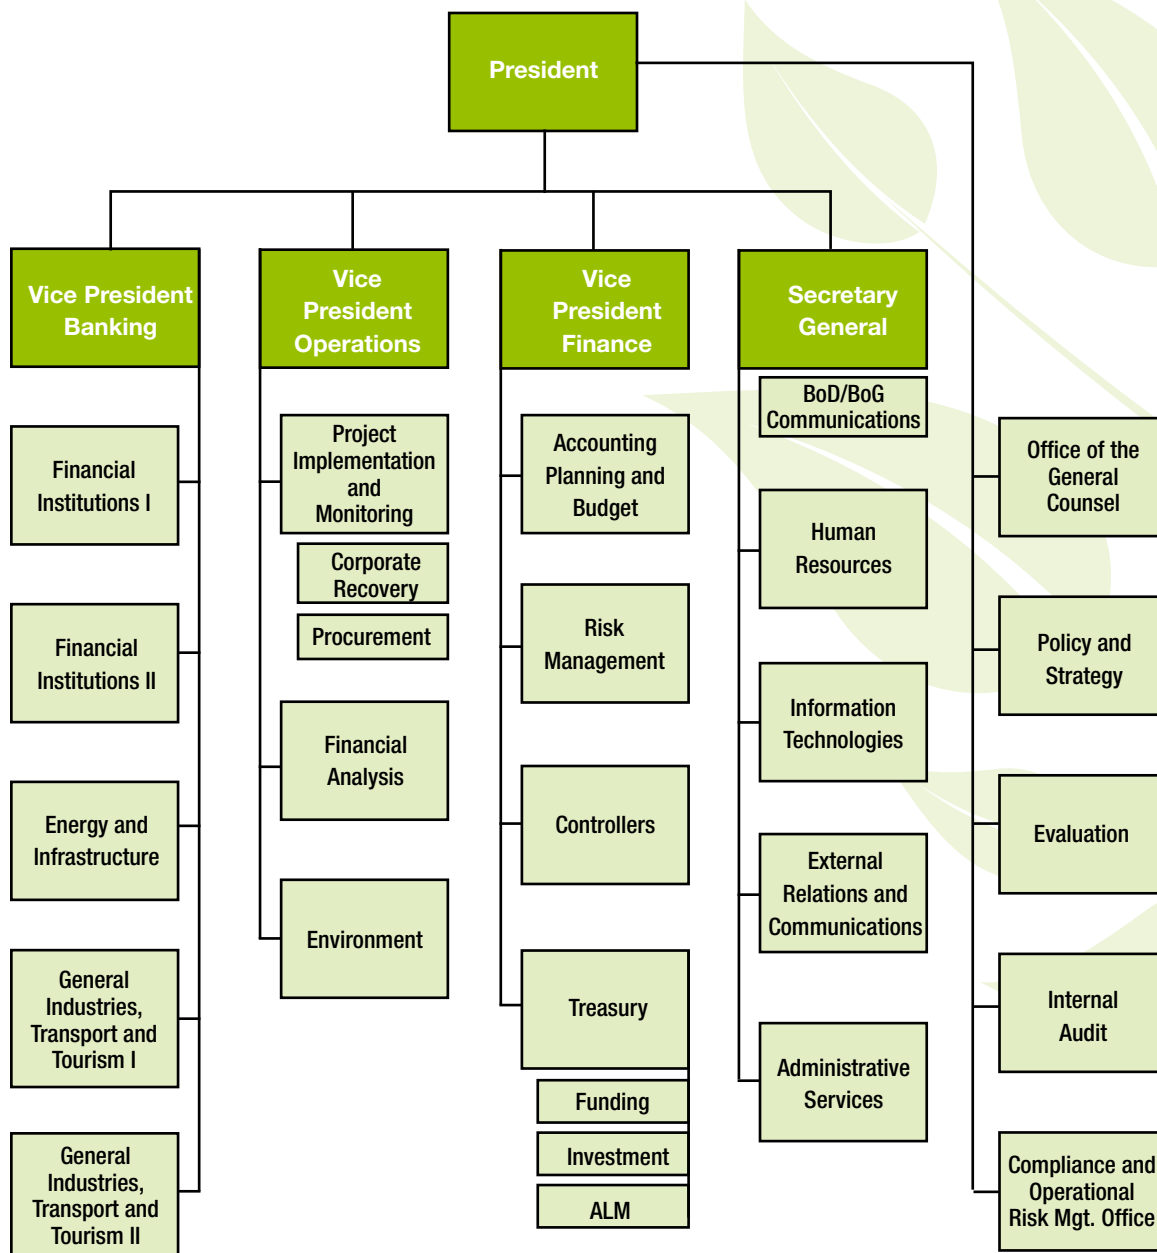 President
Vice President
Banking
Vice
President
Operations
Vice
President
Finance
Secretary
General
Financial
Institutions I
Financial
Institutions II
Energy and
Infrastructure
General
Industries,
Transport and
Tourism I
General
Industries,
Transport and
Tourism II
Project
Implementation
and
Monitoring
Corporate
Recovery
Procurement
Financial
Analysis
Environment
Accounting
Planning and
Budget
Risk
Management
Controllers
Treasury
Funding
Investment
ALM
BoD/BoG
Communications
Human
Resources
Information
Technologies
External
Relations and
Communications
Administrative
Services
Office of the
General
Counsel
Policy and
Strategy
Evaluation
Internal
Audit
Compliance and
Operational
Risk Mgt. Office